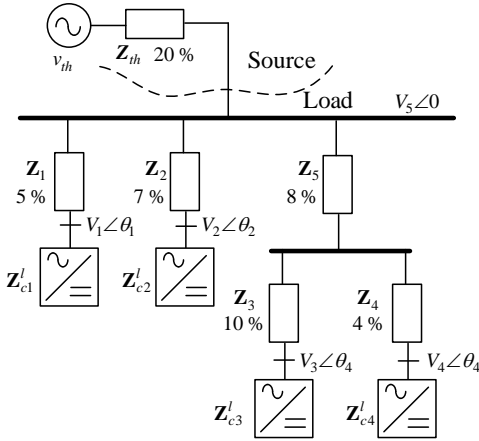 v_th
Z_th 20 %
Source
Load
V_5∠0
Z_1
5 %
Z_2
7 %
Z_5
8 %
V_1∠θ_1
V_2∠θ_2
Z^l_c1
Z^l_c2
Z_3
10 %
Z_4
4 %
V_3∠θ_4
V_4∠θ_4
Z^l_c3
Z^l_c4